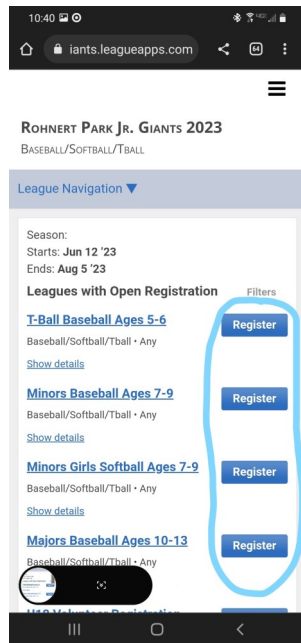 10:40
iants.leagueapps.com
64
ROHNERT PARK JR. GIANTS 2023
BASEBALL/SOFTBALL/TBALL
League Navigation ▼
Season:
Starts: Jun 12 '23
Ends: Aug 5 '23
Leagues with Open Registration Filters
T-Ball Baseball Ages 5-6 Register
Baseball/Softball/Tball • Any
Show details
Minors Baseball Ages 7-9 Register
Baseball/Softball/Tball • Any
Show details
Minors Girls Softball Ages 7-9 Register
Baseball/Softball/Tball • Any
Show details
Majors Baseball Ages 10-13 Register
Baseball/Softball/Tball • Any
U18 Volunteer Registration